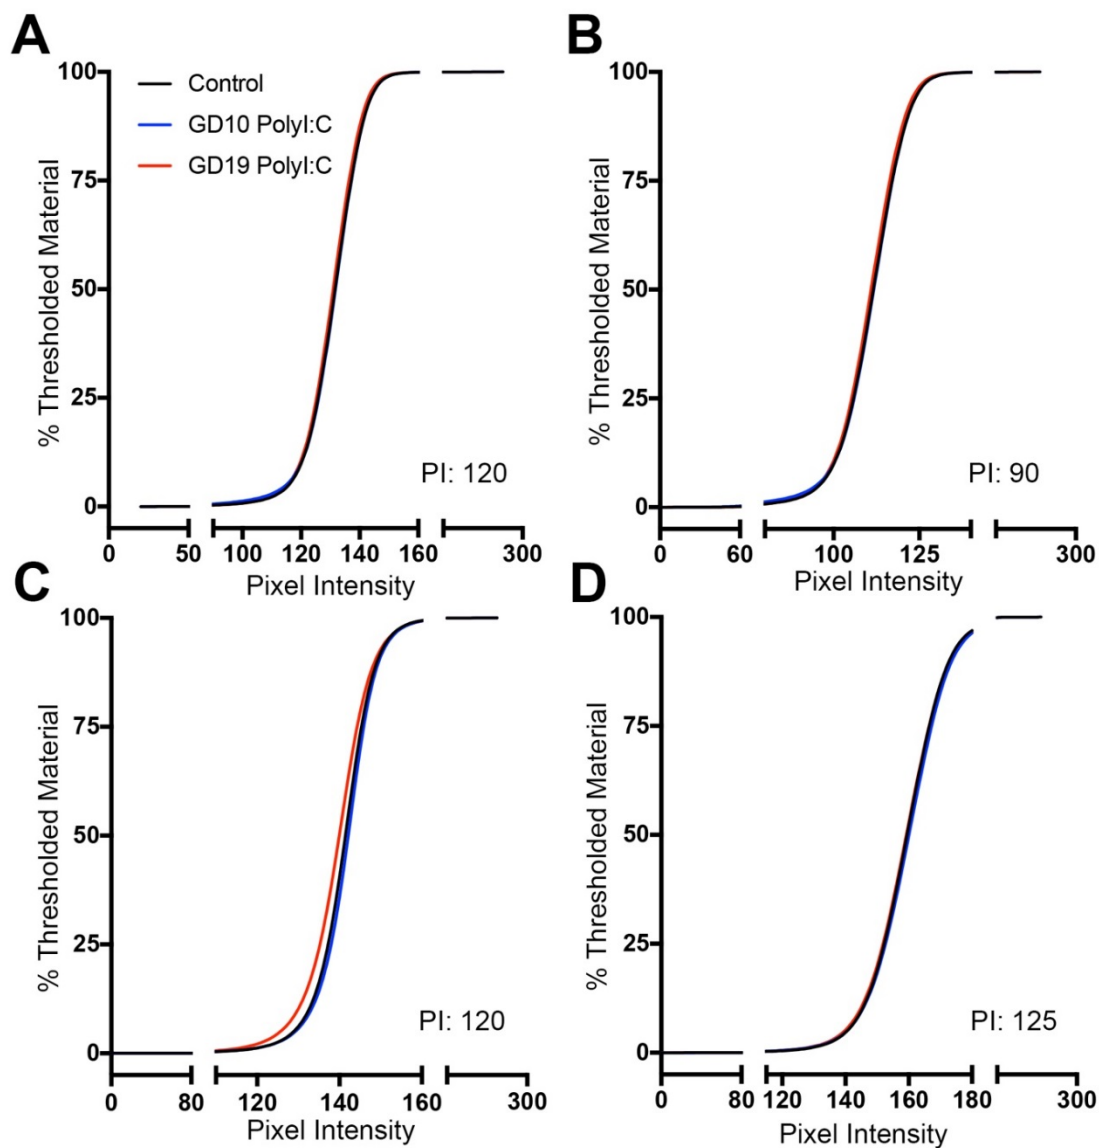 A
% Thresholded Material
100
75
50
25
0
Control
GD10 PolyI:C
GD19 PolyI:C
PI: 120
0 50 100 120 140 160 300
Pixel Intensity
B
% Thresholded Material
100
75
50
25
0
PI: 90
0 60 100 125 300
Pixel Intensity
C
% Thresholded Material
100
75
50
25
0
PI: 120
0 80 120 140 160 300
Pixel Intensity
D
% Thresholded Material
100
75
50
25
0
PI: 125
0 80 120 140 160 180 300
Pixel Intensity